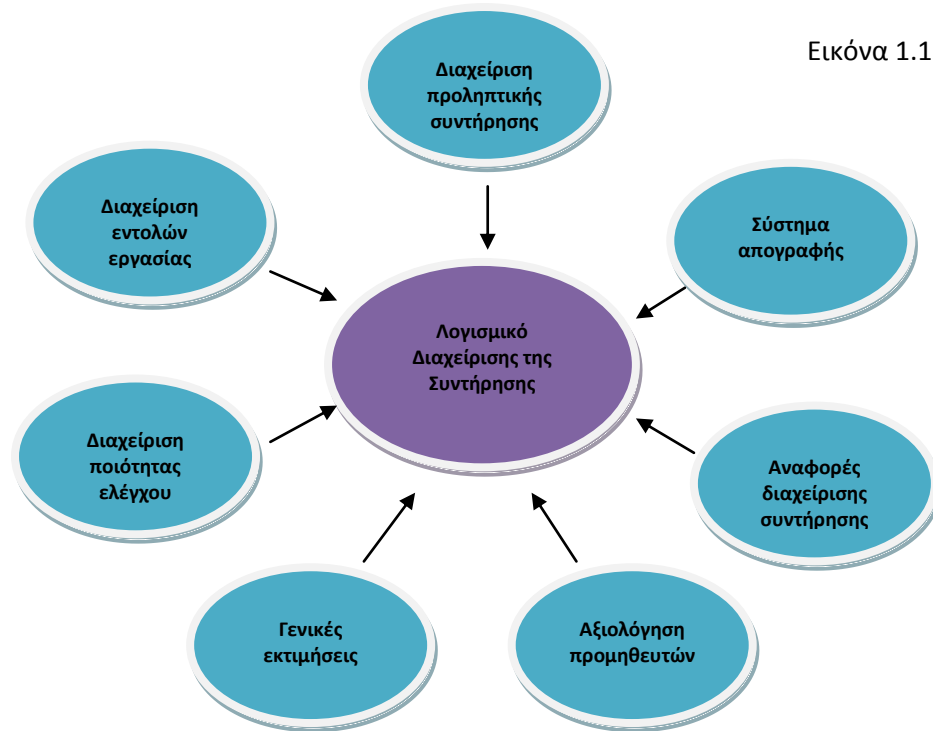 Εικόνα 1.1
Διαχείριση
προληπτικής
συντήρησης
Διαχείριση
εντολών
εργασίας
Σύστημα
απογραφής
Λογισμικό
Διαχείρισης της
Συντήρησης
Διαχείριση
ποιότητας
ελέγχου
Αναφορές
διαχείρισης
συντήρησης
Γενικές
εκτιμήσεις
Αξιολόγηση
προμηθευτών